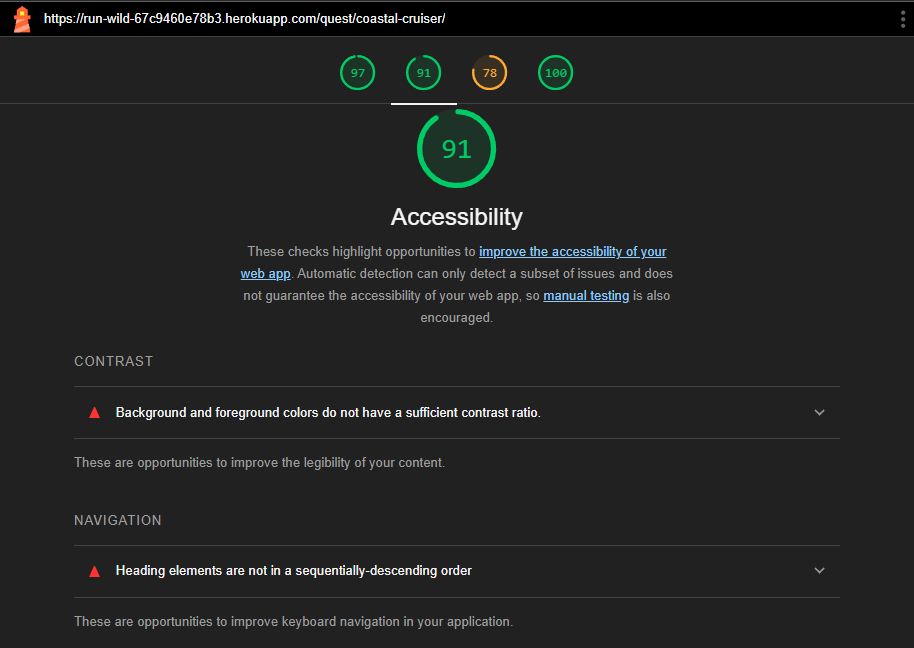 https://run-wild-67c9460e78b3.herokuapp.com/quest/coastal-cruiser/
97 91 78 100
91
Accessibility
These checks highlight opportunities to improve the accessibility of your
web app. Automatic detection can only detect a subset of issues and does
not guarantee the accessibility of your web app, so manual testing is also
encouraged.
CONTRAST
Background and foreground colors do not have a sufficient contrast ratio.
These are opportunities to improve the legibility of your content.
NAVIGATION
Heading elements are not in a sequentially-descending order
These are opportunities to improve keyboard navigation in your application.